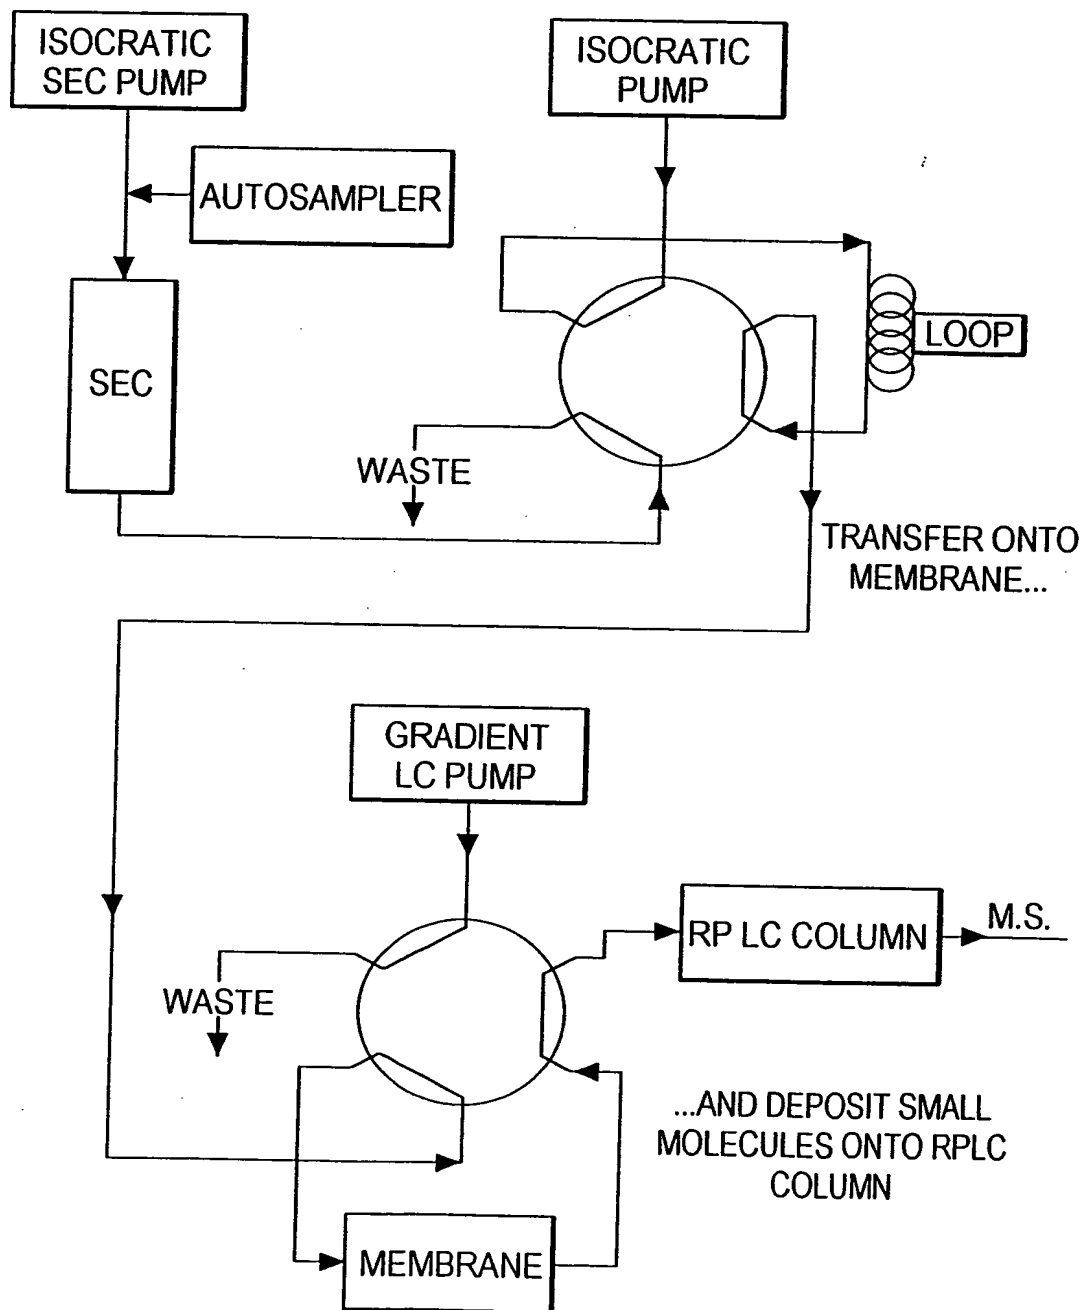 ISOCRATIC
SEC PUMP
ISOCRATIC
PUMP
AUTOSAMPLER
SEC
LOOP
WASTE
TRANSFER ONTO
MEMBRANE...
GRADIENT
LC PUMP
RP LC COLUMN
M.S.
WASTE
...AND DEPOSIT SMALL
MOLECULES ONTO RPLC
COLUMN
MEMBRANE